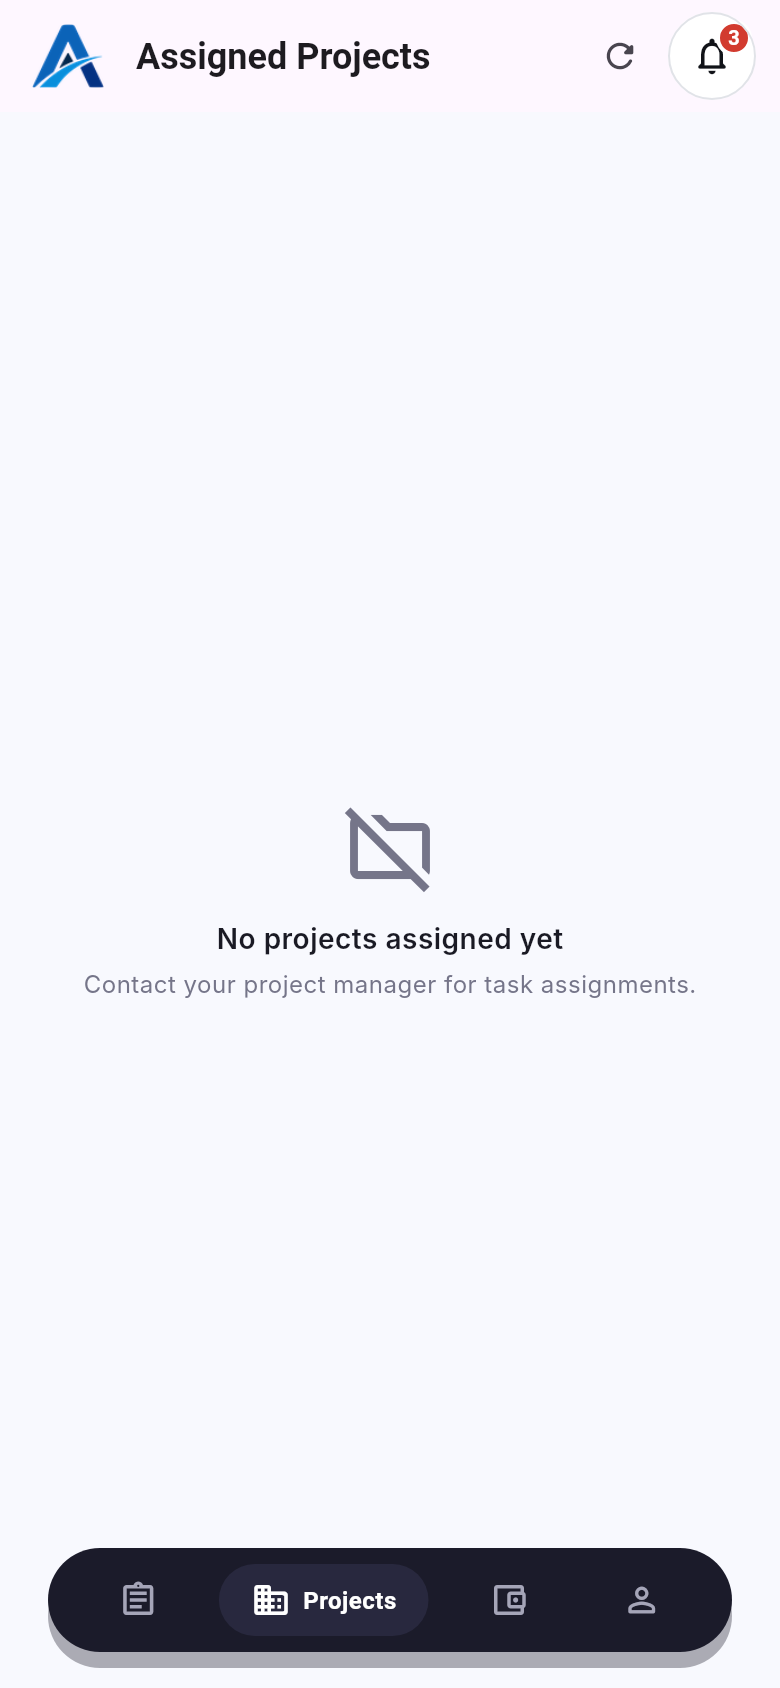 Assigned Projects
3
No projects assigned yet
Contact your project manager for task assignments.
Projects